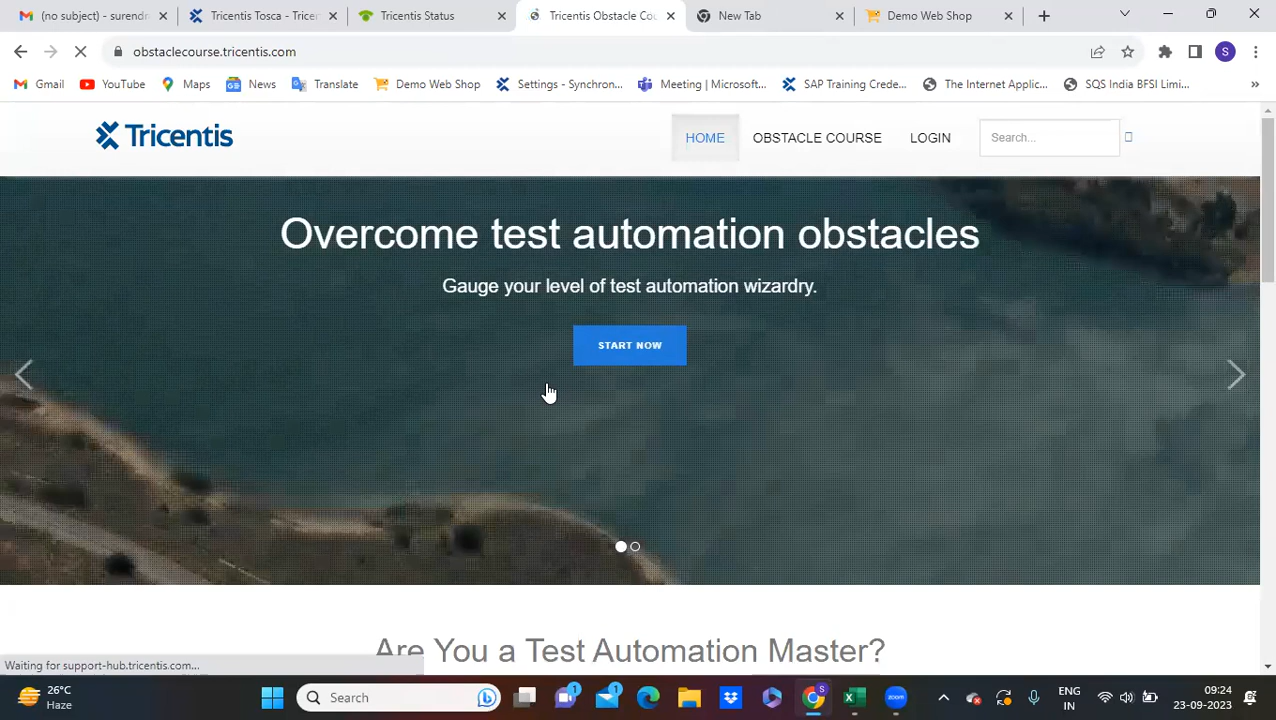 (no subject) - surendr
Tricentis Tosca - Tricen
Tricentis Status
Tricentis Obstacle Cou
New Tab
Demo Web Shop
obstaclecourse.tricentis.com
S
Gmail
YouTube
Maps
News
Translate
Demo Web Shop
Settings - Synchron...
Meeting | Microsoft...
SAP Training Crede...
The Internet Applic...
SQS India BFSI Limi...
»
Tricentis
HOME
OBSTACLE COURSE
LOGIN
Search...
Overcome test automation obstacles
Gauge your level of test automation wizardry.
START NOW
Are You a Test Automation Master?
Waiting for support-hub.tricentis.com...
26°C
Haze
Search
1
1
S
zoom
ENG
IN
09:24
23-09-2023